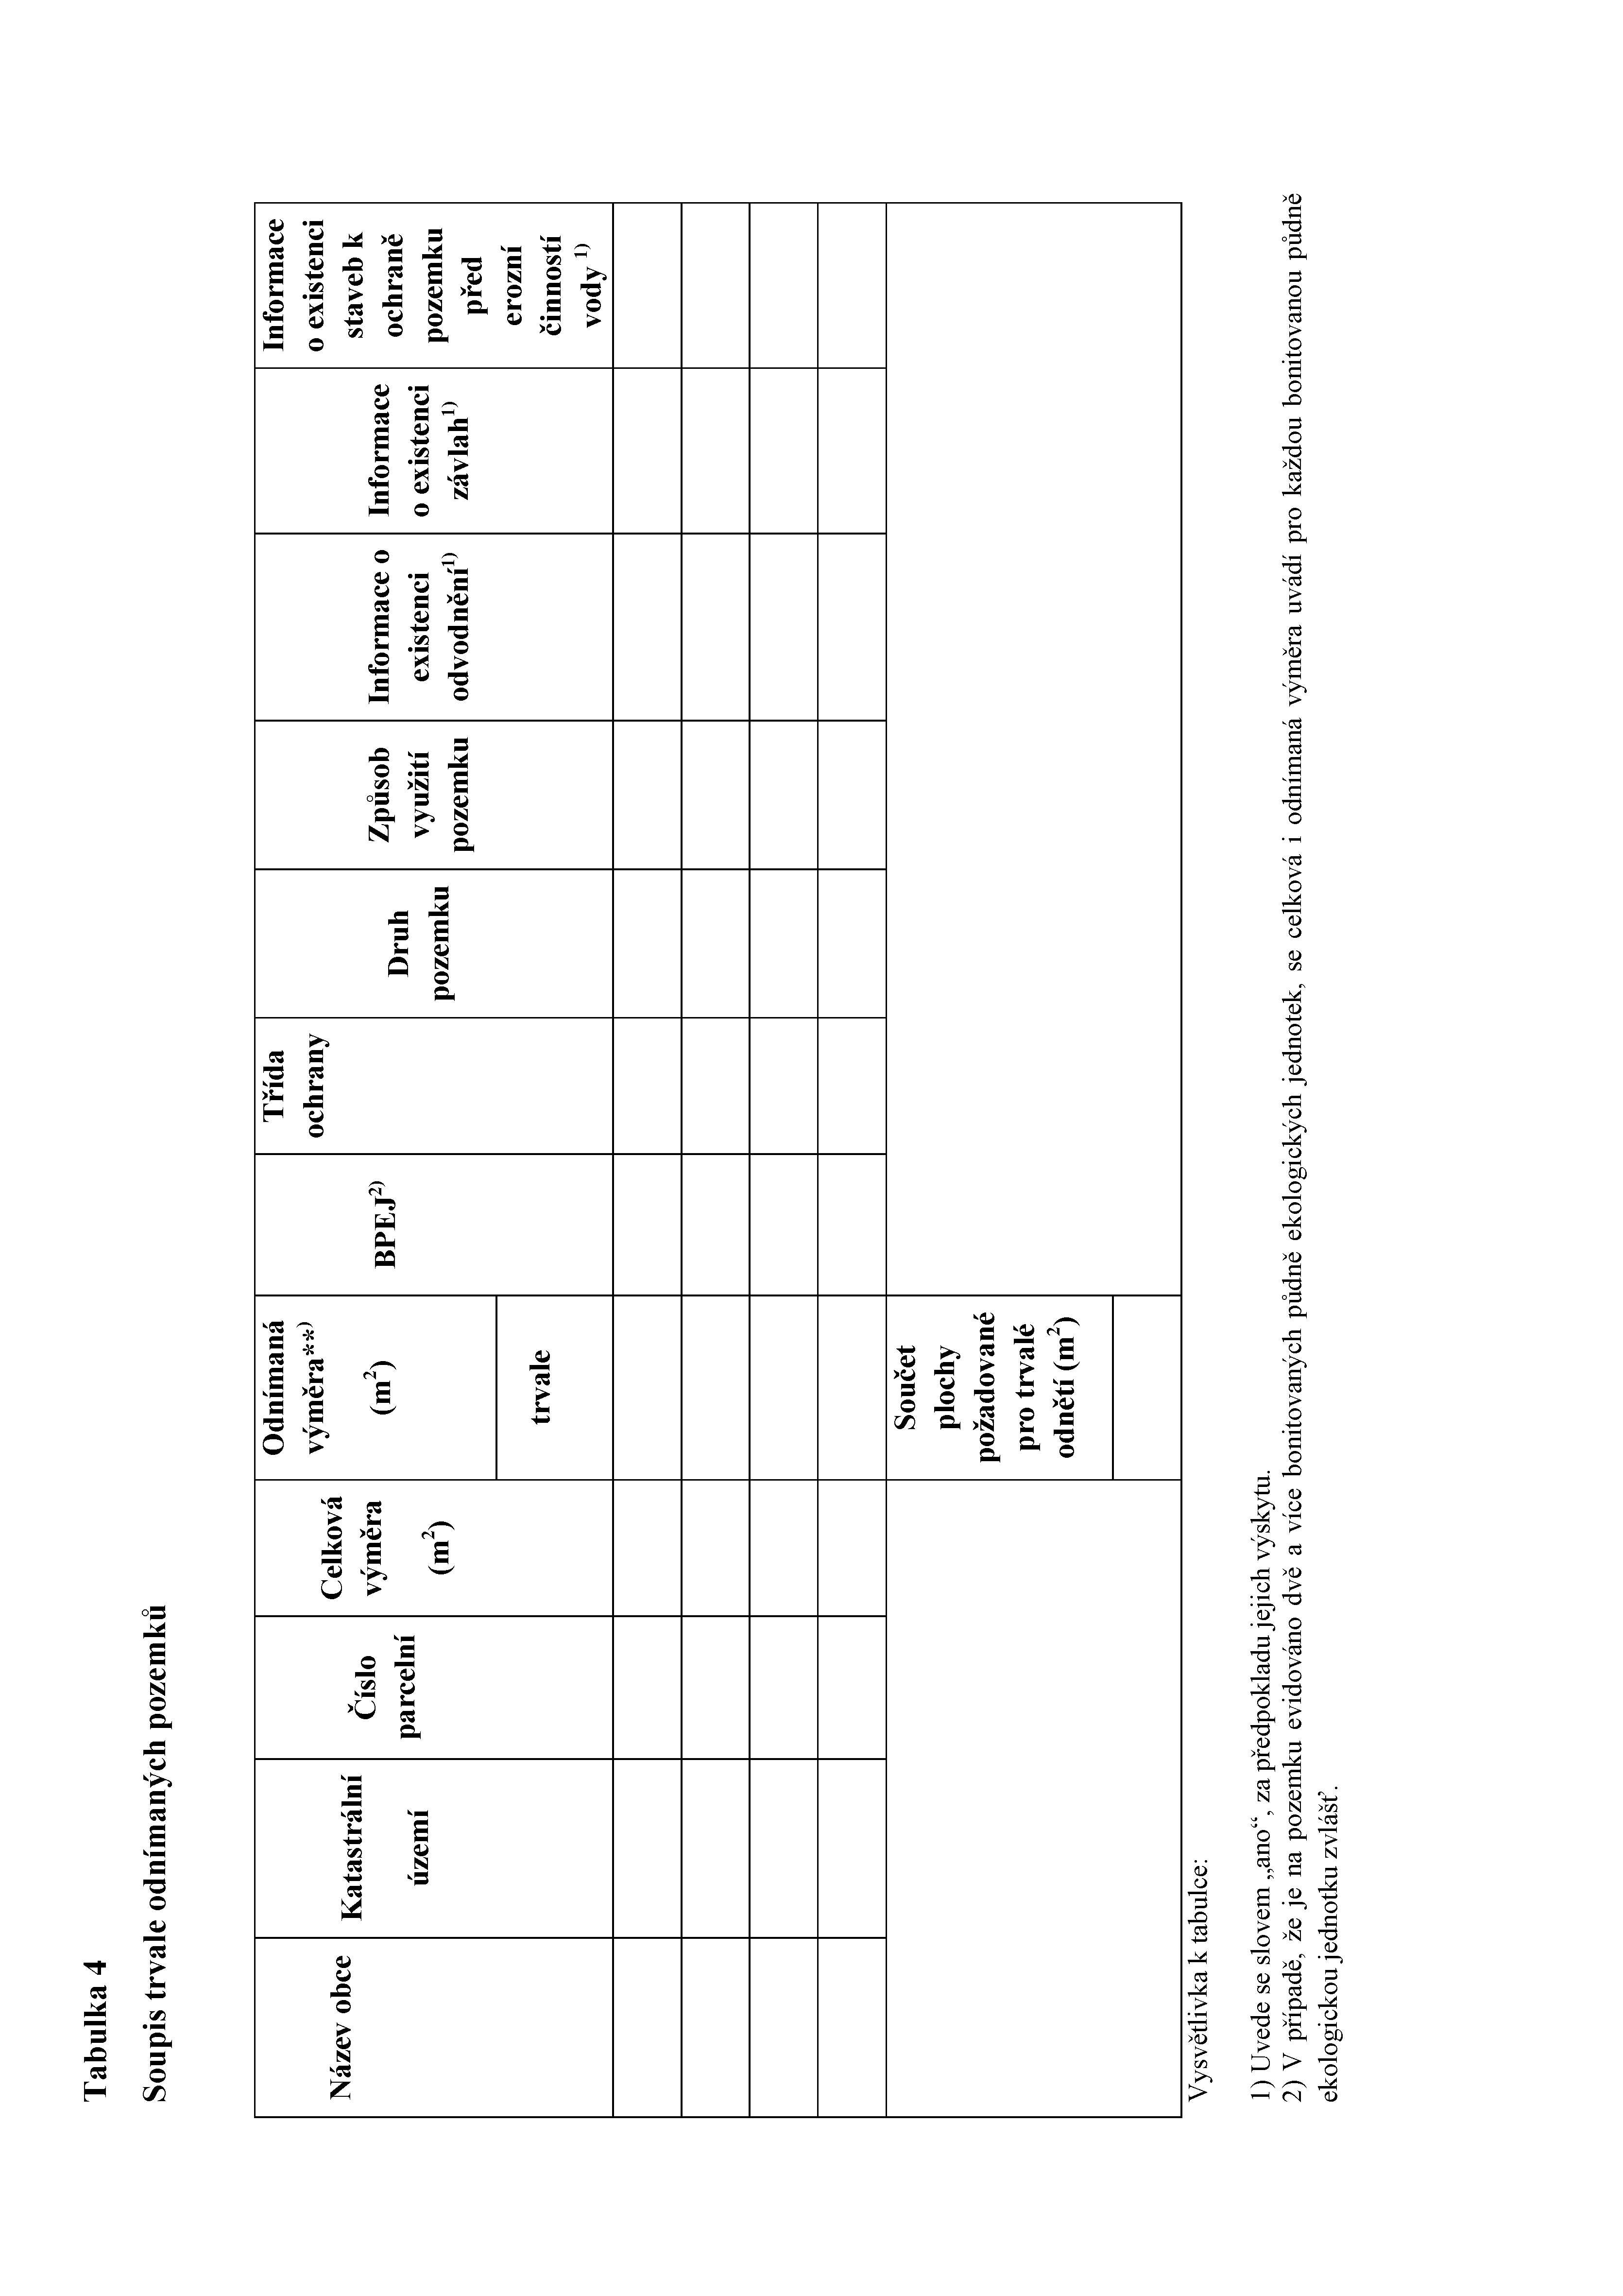 Tabulka 4
Soupis trvale odnímaných pozemků
Název obce
Katastrální
území
Číslo
parcelní
Celková
výměra
(m²)
Odnímaná
výměra**)
(m²)
trvale
BPEJ²⁾
Třída
ochrany
Druh
pozemku
Způsob
využití
pozemku
Informace o
existenci
odvodnění¹⁾
Informace
o existenci
závlah¹⁾
Informace
o existenci
staveb k
ochraně
pozemku
před
erozní
činností
vody ¹⁾
Součet
plochy
požadované
pro trvalé
odnětí (m²)
Vysvětlivka k tabulce:
1) Uvede se slovem „ano“, za předpokladu jejich výskytu.
2) V případě, že je na pozemku evidováno dvě a více bonitovaných půdně ekologických jednotek, se celková i odnímaná výměra uvádí pro každou bonitovanou půdně
ekologickou jednotku zvlášť.